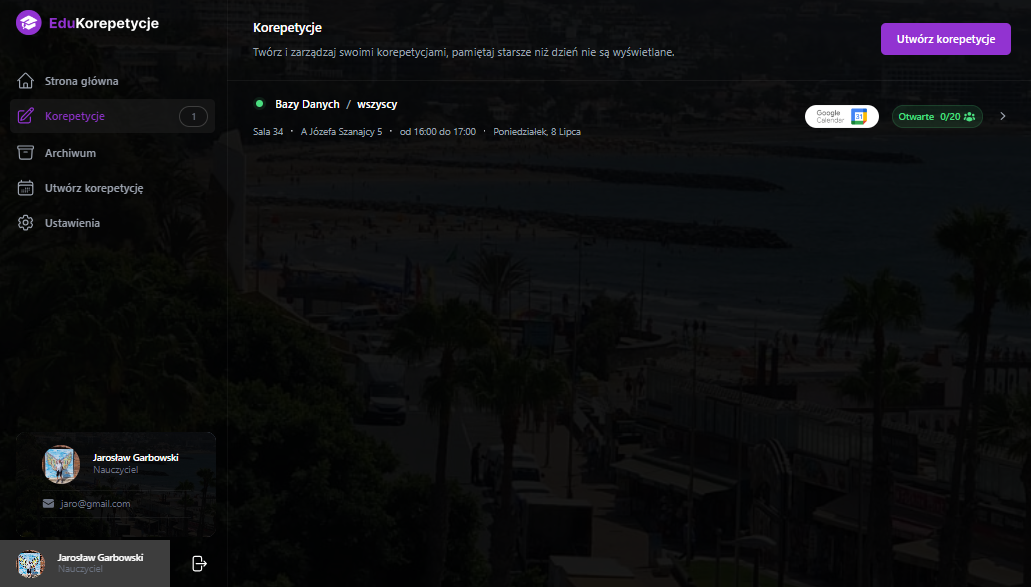 EduKorepetycje
Strona główna
Korepetycje 1
Archiwum
Utwórz korepetycję
Ustawienia
Jarosław Garbowski
Nauczyciel
jaro@gmail.com
Jarosław Garbowski
Nauczyciel
Korepetycje
Twórz i zarządzaj swoimi korepetycjami, pamiętaj starsze niż dzień nie są wyświetlane.
Utwórz korepetycje
Bazy Danych / wszyscy
Sala 34 · A Józefa Szanajcy 5 · od 16:00 do 17:00 · Poniedziałek, 8 Lipca
Google
Calendar
31
Otwarte 0/20